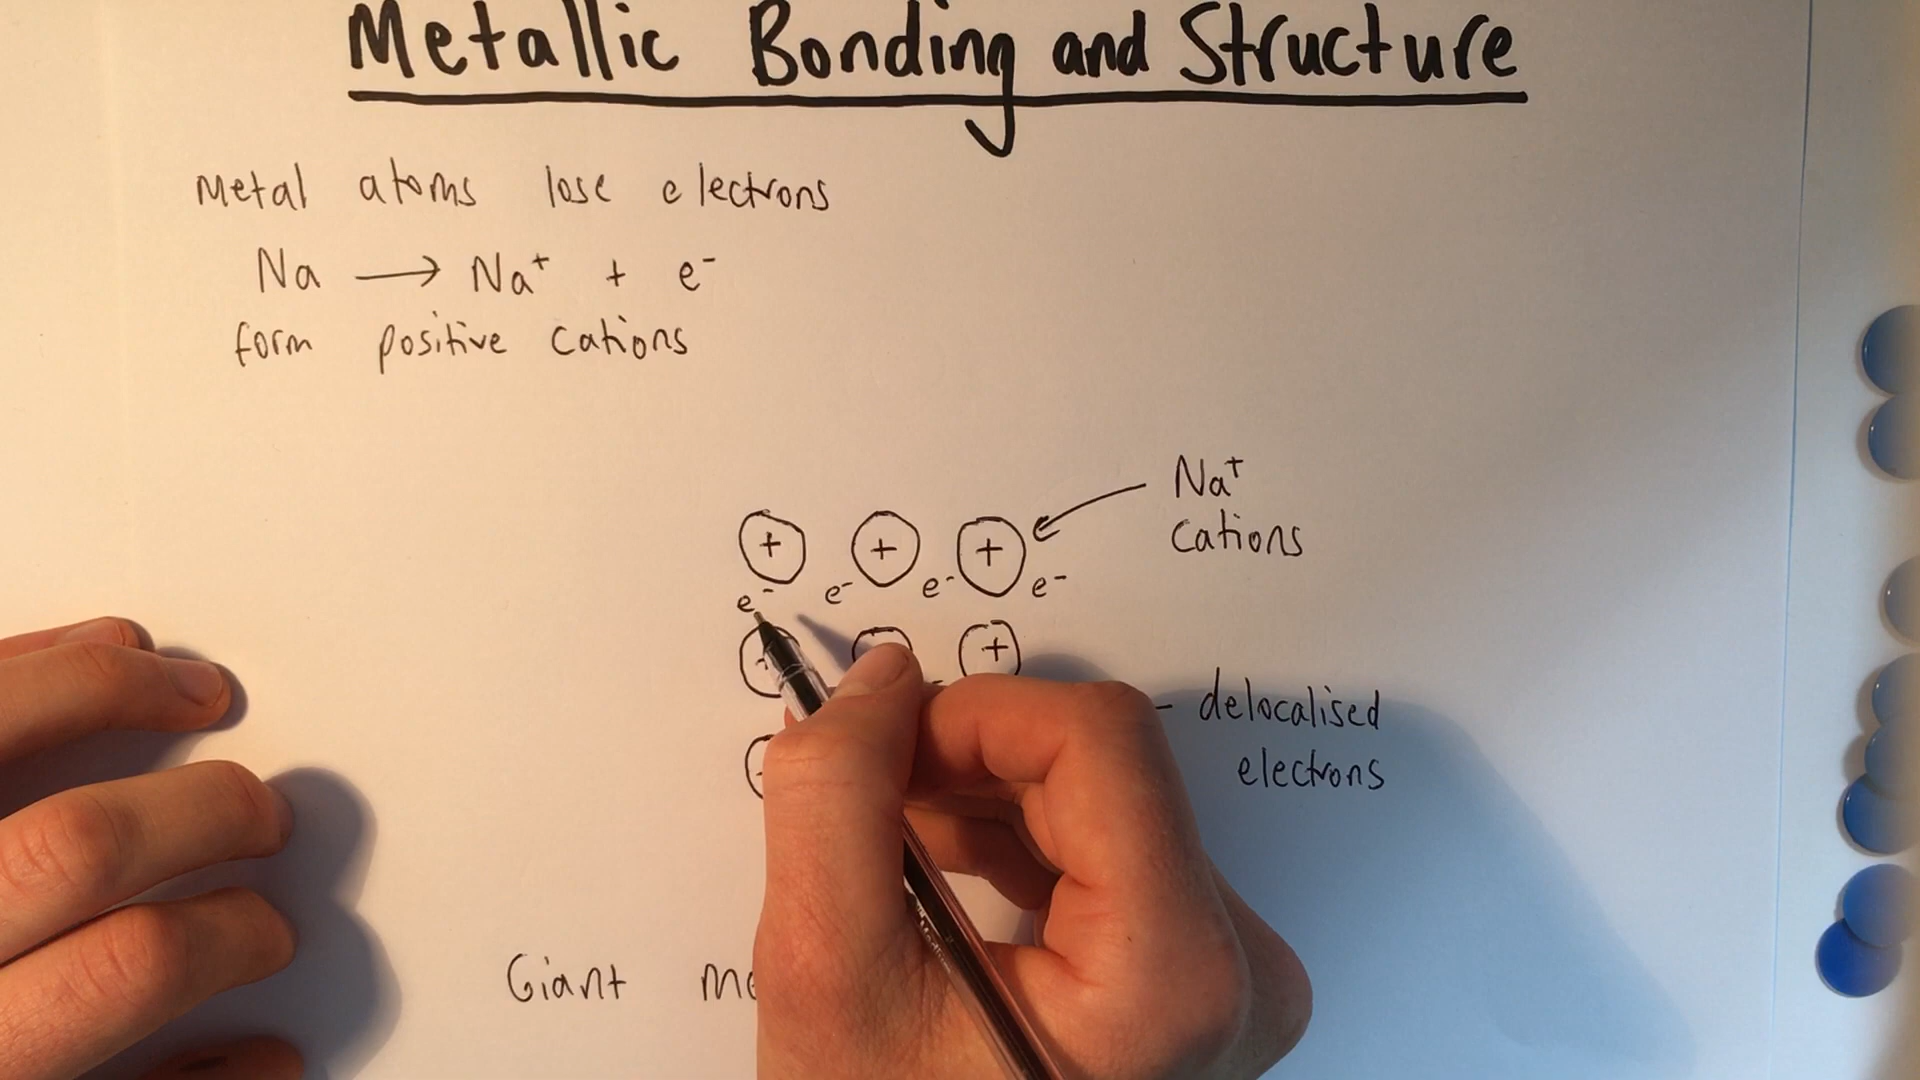 Metallic Bonding and Structure
Metal atoms lose electrons
Na → Na⁺ + e⁻
form positive cations
Na⁺
cations
+ + +
e⁻ e⁻ e⁻ e⁻
+
delocalised
electrons
Giant